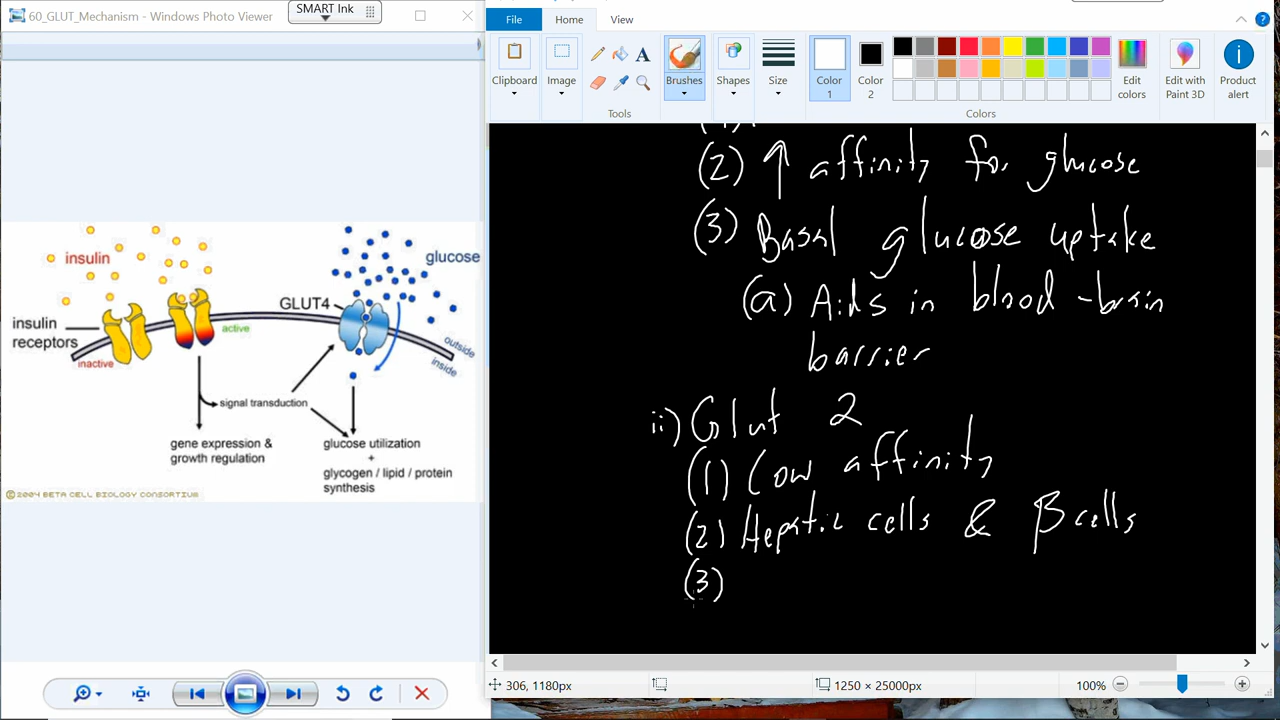 60_GLUT_Mechanism - Windows Photo Viewer
SMART Ink
insulin
glucose
GLUT4
insulin
receptors
active
inactive
outside
inside
signal transduction
gene expression &
growth regulation
glucose utilization
+
glycogen / lipid / protein
synthesis
©2004 BETA CELL BIOLOGY CONSORTIUM
File
Home
View
Clipboard
Image
Tools
Brushes
Shapes
Size
Color
1
Color
2
Colors
Edit
colors
Edit with
Paint 3D
Product
alert
(2) ↑ affinity for glucose
(3) Basal glucose uptake
(a) Aids in blood-brain
barrier
ii) Glut 2
(1) Low affinity
(2) Hepatic cells & β cells
(3)
306, 1180px
1250 × 25000px
100%